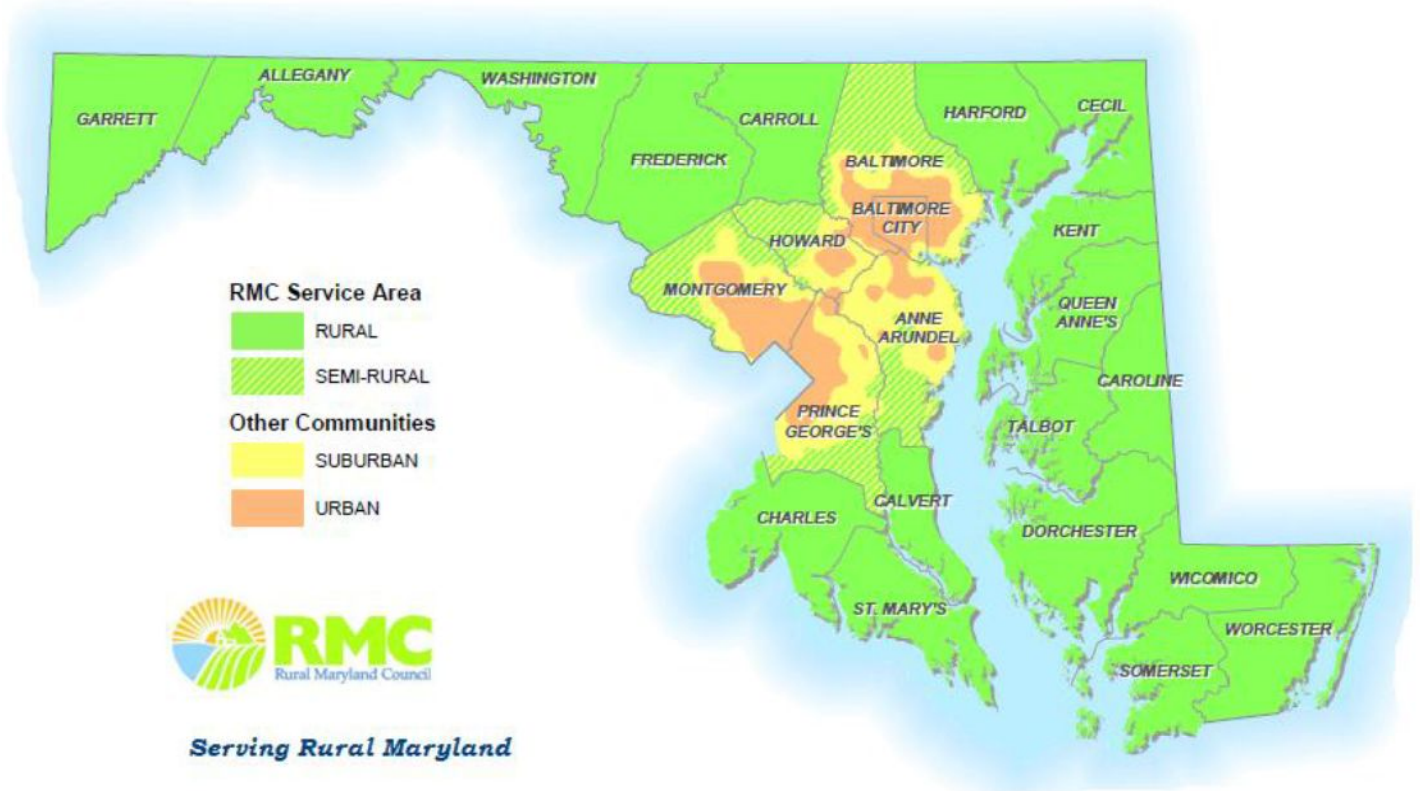 ALLEGANY
WASHINGTON
GARRETT
CARROLL
HARFORD
CECIL
FREDERICK
BALTIMORE
BALTIMORE
CITY
HOWARD
KENT
MONTGOMERY
QUEEN
ANNE'S
ANNE
ARUNDEL
CAROLINE
PRINCE
GEORGE'S
TALBOT
CALVERT
CHARLES
DORCHESTER
WICOMICO
ST. MARY'S
WORCESTER
SOMERSET
RMC Service Area
RURAL
SEMI-RURAL
Other Communities
SUBURBAN
URBAN
RMC
Rural Maryland Council
Serving Rural Maryland